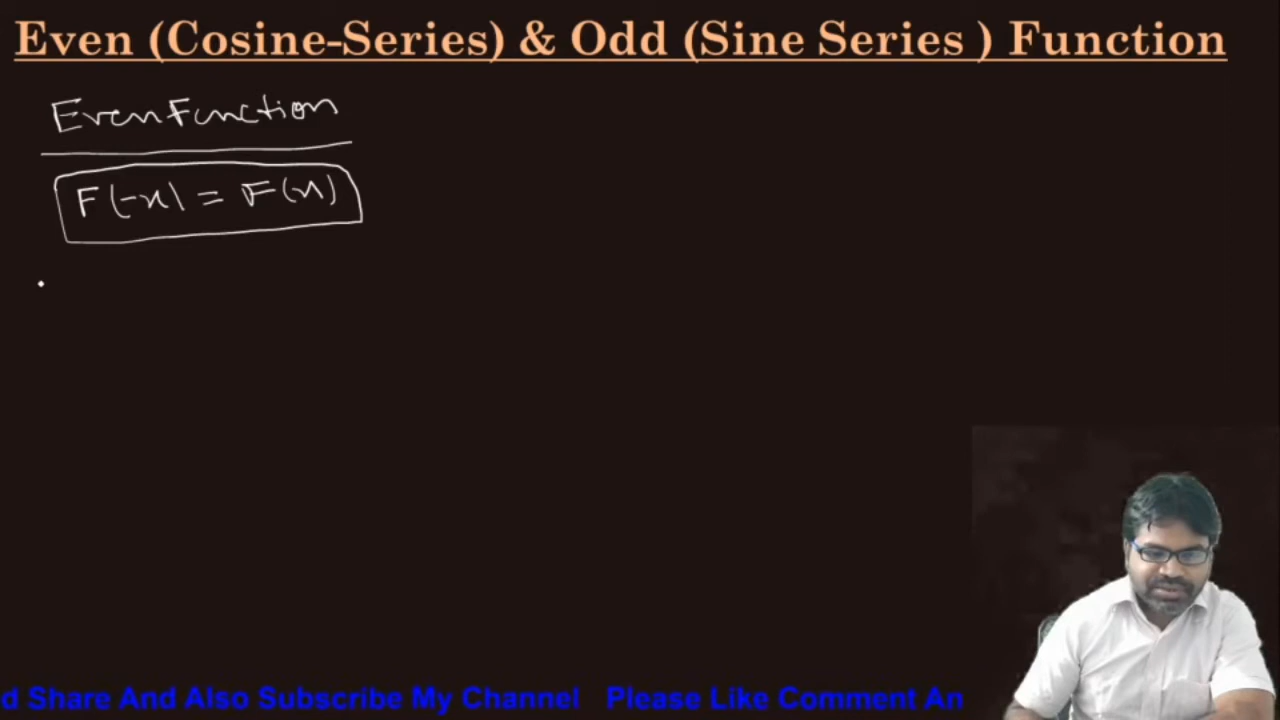 Even (Cosine-Series) & Odd (Sine Series ) Function
Even Function
F(-x) = F(x)
d Share And Also Subscribe My Channel Please Like Comment An